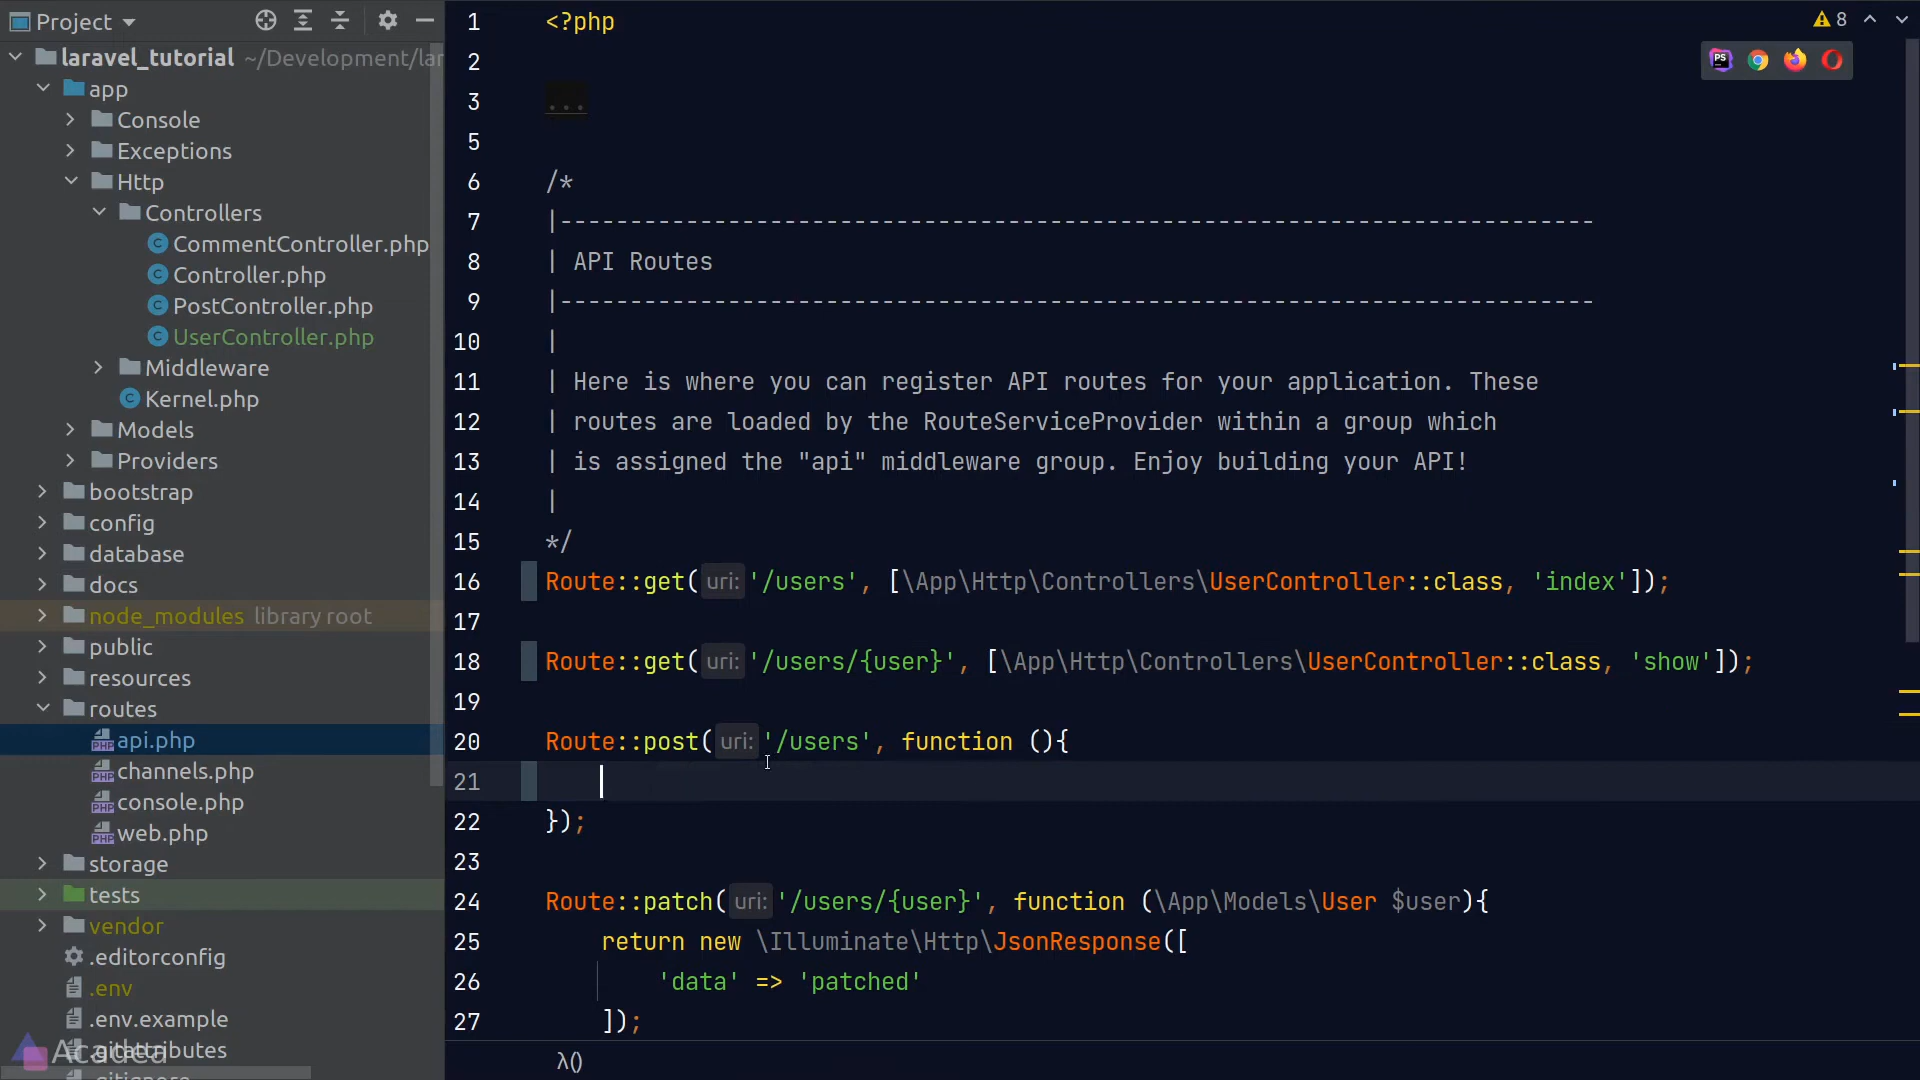 Project
laravel_tutorial ~/Development/lar
app
Console
Exceptions
Http
Controllers
CommentController.php
Controller.php
PostController.php
UserController.php
Middleware
Kernel.php
Models
Providers
bootstrap
config
database
docs
node_modules library root
public
resources
routes
api.php
channels.php
console.php
web.php
storage
tests
vendor
.editorconfig
.env
.env.example
.gitattributes
Acadea
1 <?php
2
3 ...
5
6 /*
7 |--------------------------------------------------------------------------
8 | API Routes
9 |--------------------------------------------------------------------------
10 |
11 | Here is where you can register API routes for your application. These
12 | routes are loaded by the RouteServiceProvider within a group which
13 | is assigned the "api" middleware group. Enjoy building your API!
14 |
15 */
16 Route::get( uri: '/users', [\App\Http\Controllers\UserController::class, 'index']);
17
18 Route::get( uri: '/users/{user}', [\App\Http\Controllers\UserController::class, 'show']);
19
20 Route::post( uri: '/users', function (){
21
22 });
23
24 Route::patch( uri: '/users/{user}', function (\App\Models\User $user){
25 return new \Illuminate\Http\JsonResponse([
26 'data' => 'patched'
27 ]);
λ()
8
PS